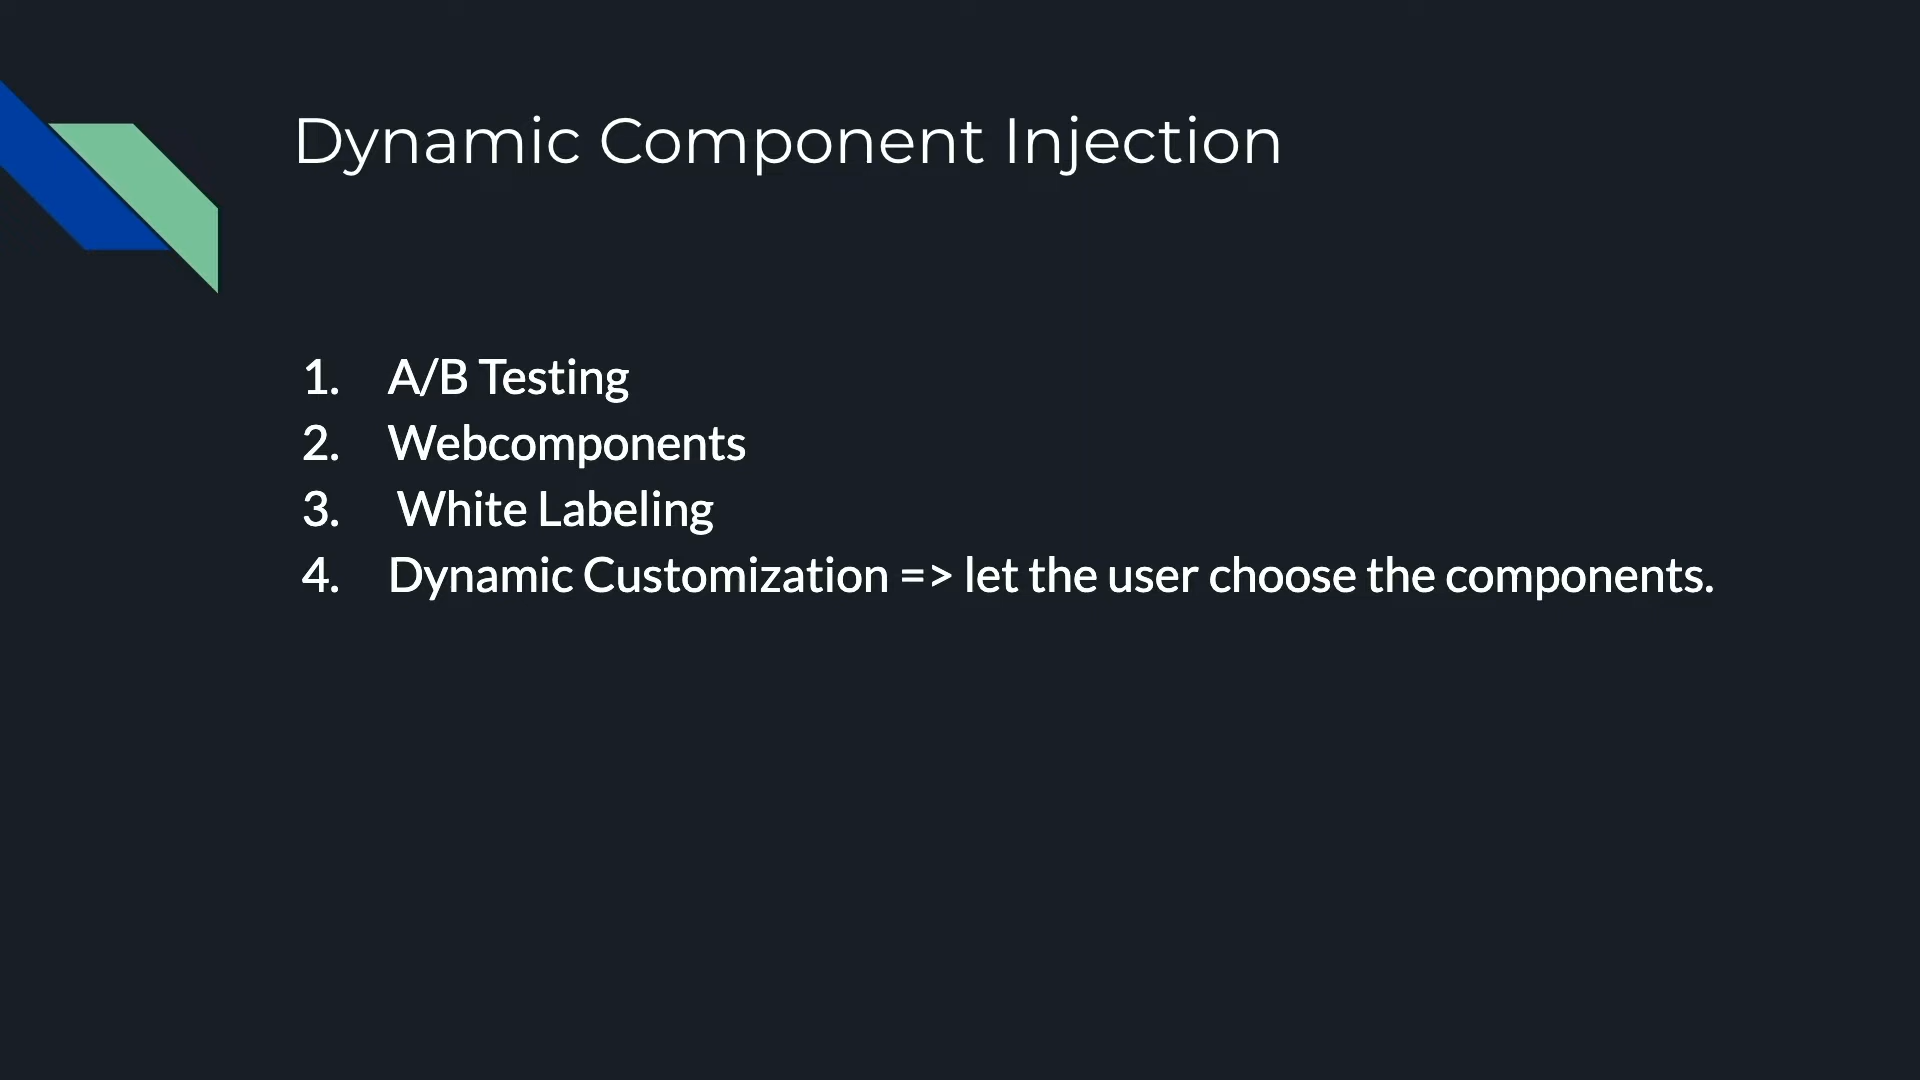 Dynamic Component Injection
1. A/B Testing
2. Webcomponents
3. White Labeling
4. Dynamic Customization => let the user choose the components.